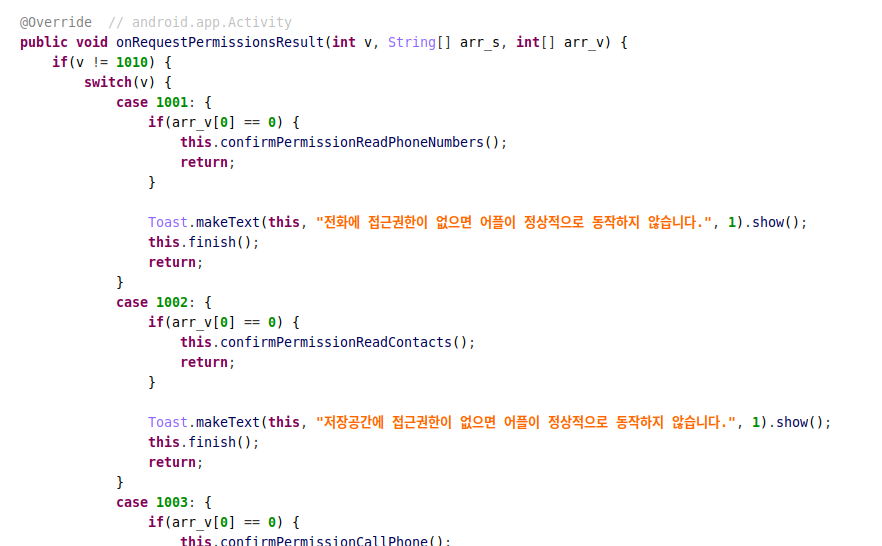 @Override  // android.app.Activity
public void onRequestPermissionsResult(int v, String[] arr_s, int[] arr_v) {
    if(v != 1010) {
        switch(v) {
            case 1001: {
                if(arr_v[0] == 0) {
                    this.confirmPermissionReadPhoneNumbers();
                    return;
                }

                Toast.makeText(this, "전화에 접근권한이 없으면 어플이 정상적으로 동작하지 않습니다.", 1).show();
                this.finish();
                return;
            }
            case 1002: {
                if(arr_v[0] == 0) {
                    this.confirmPermissionReadContacts();
                    return;
                }

                Toast.makeText(this, "저장공간에 접근권한이 없으면 어플이 정상적으로 동작하지 않습니다.", 1).show();
                this.finish();
                return;
            }
            case 1003: {
                if(arr_v[0] == 0) {
                    this.confirmPermissionCallPhone();